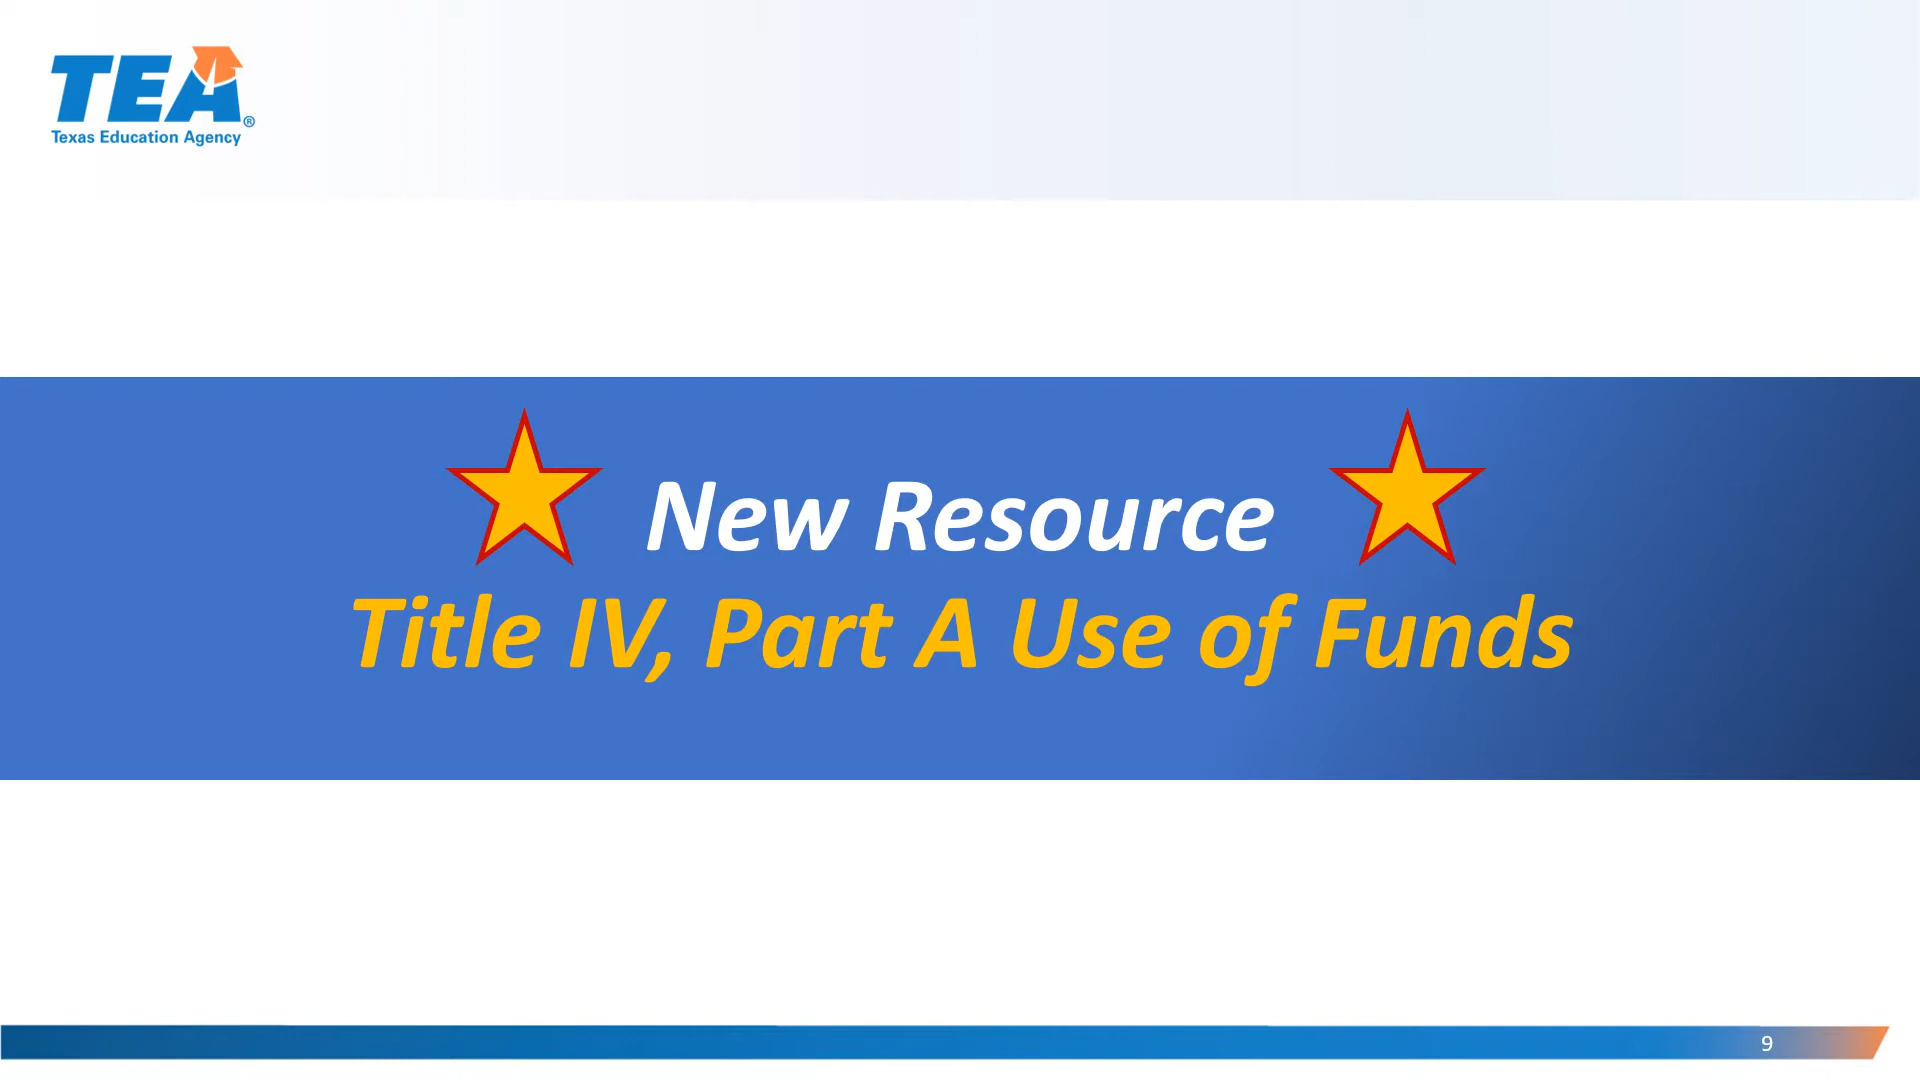 TEA®
Texas Education Agency
New Resource
Title IV, Part A Use of Funds
9